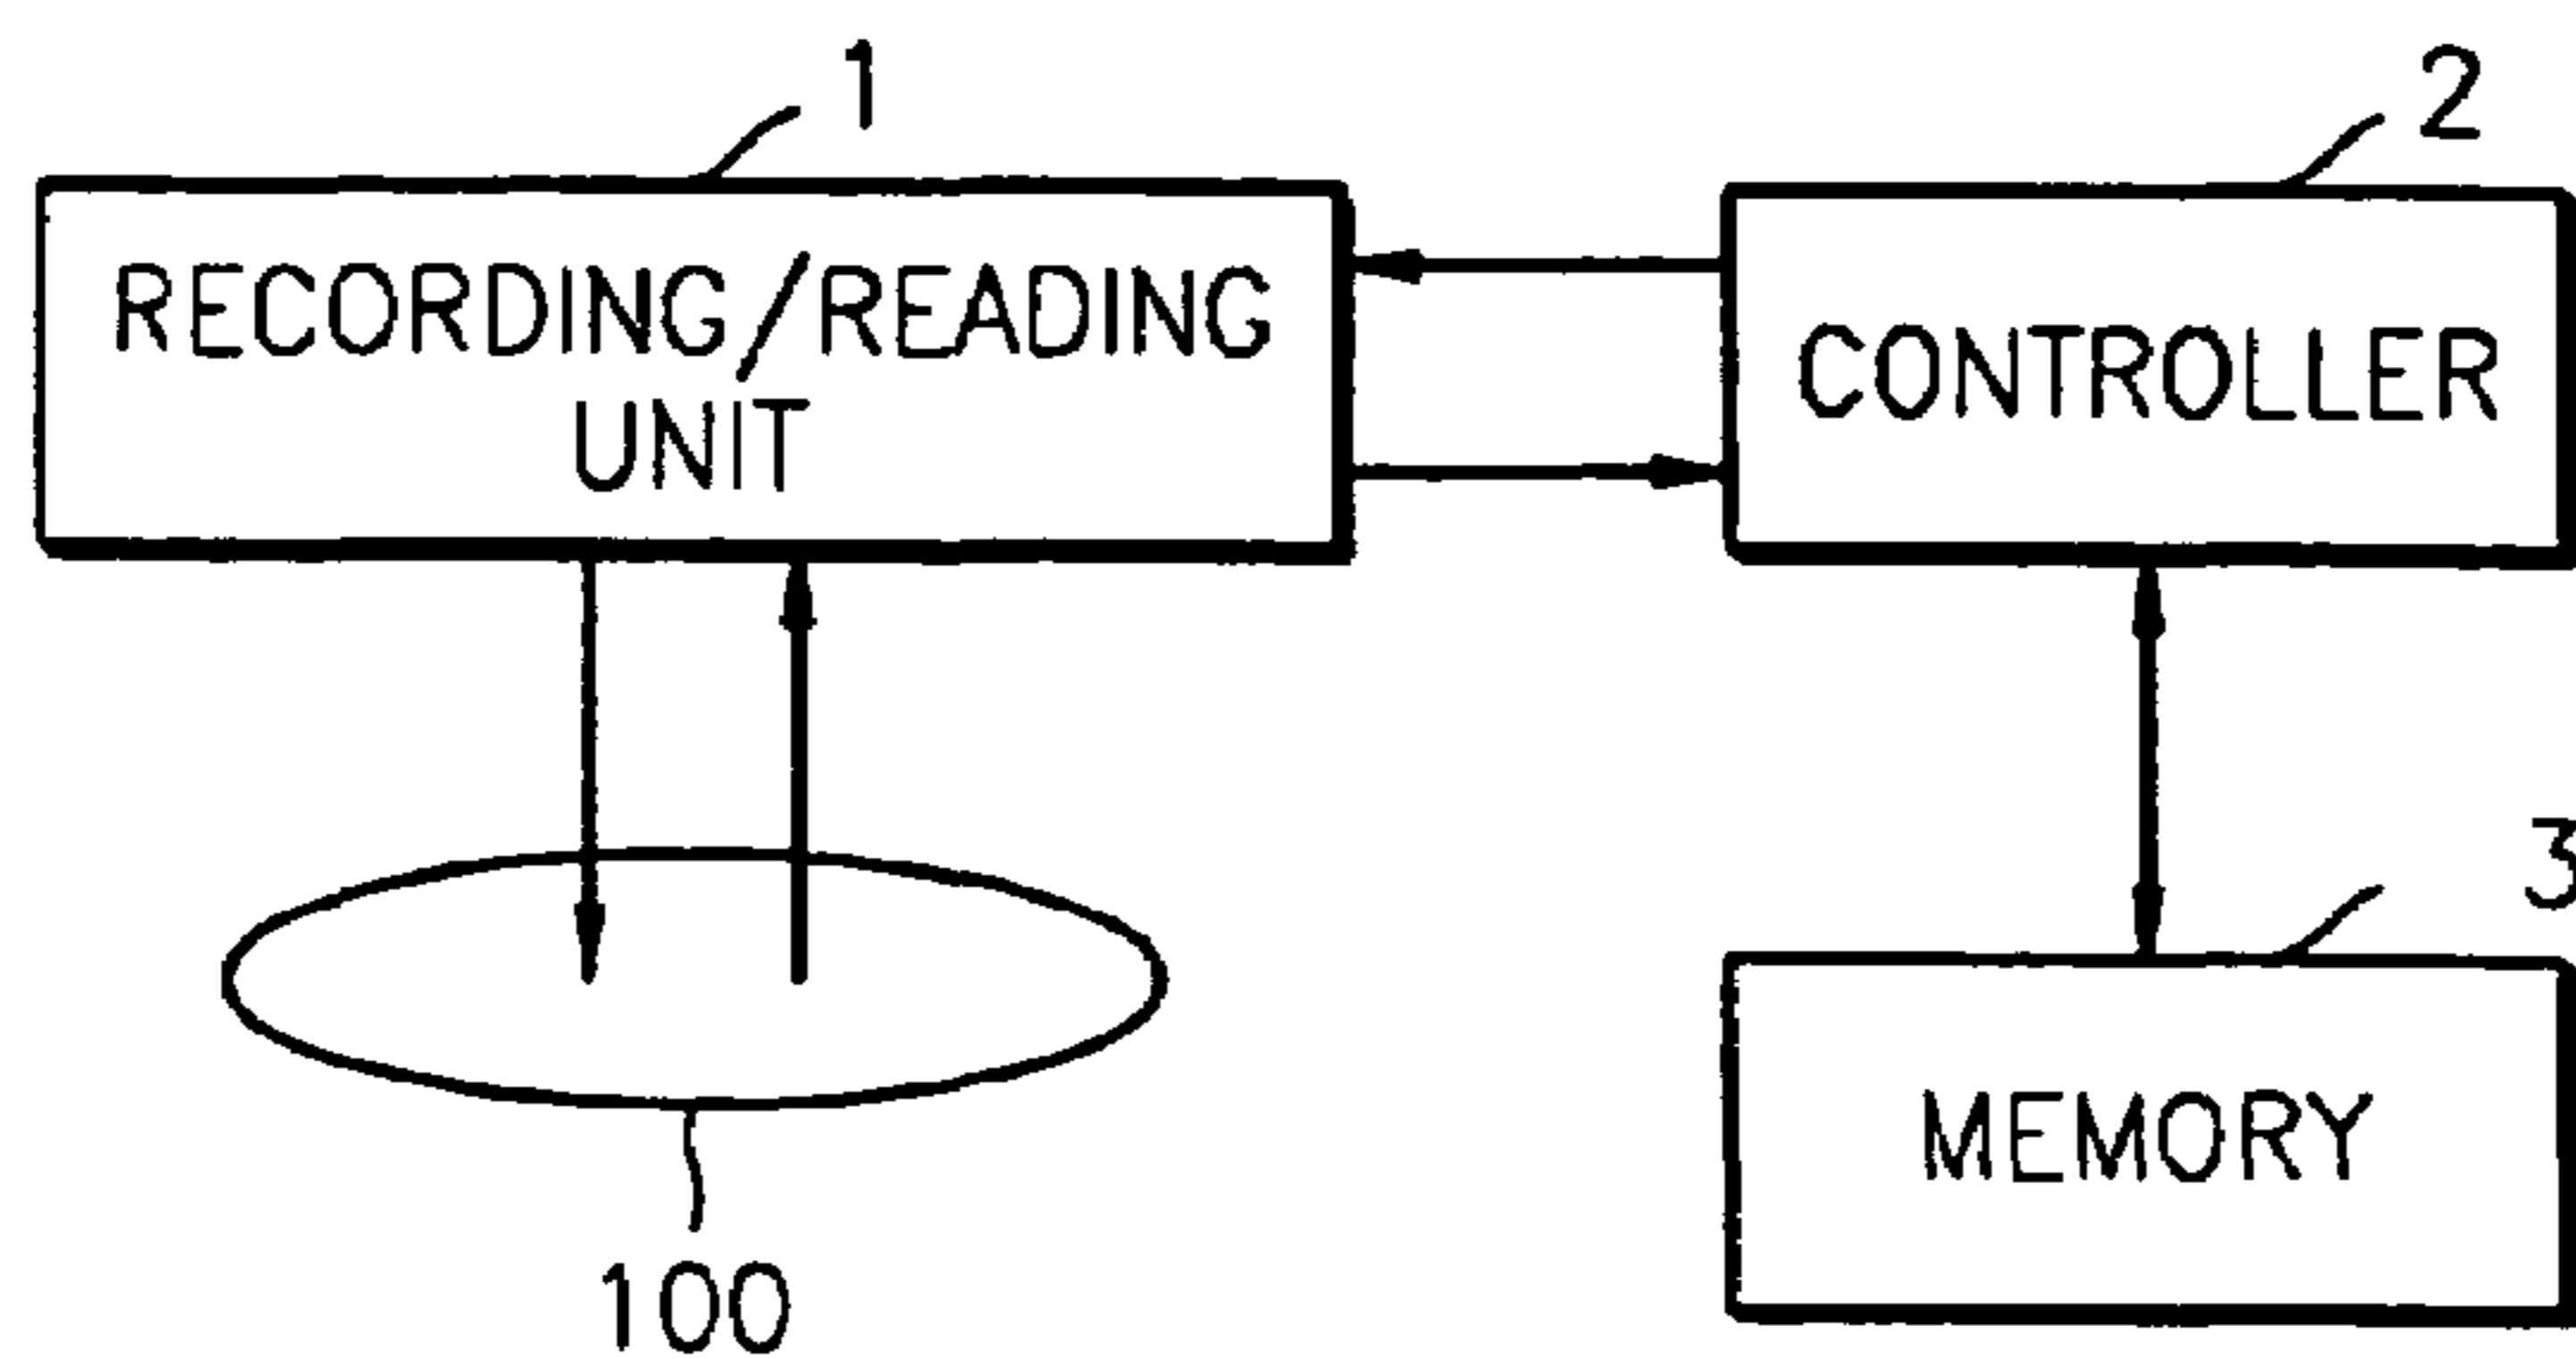 1
2
RECORDING/READING
UNIT
CONTROLLER
3
MEMORY
100